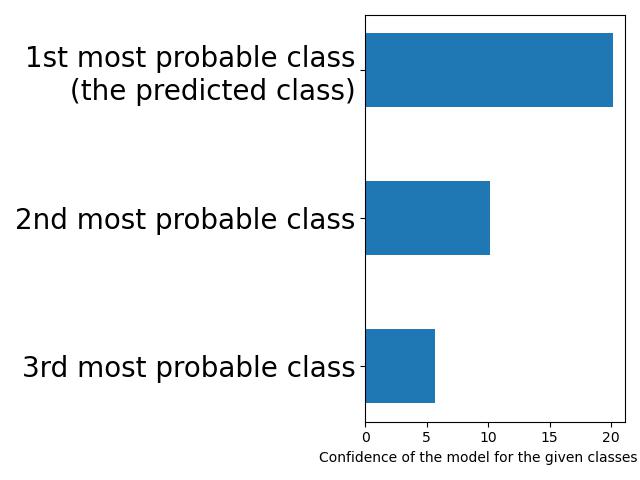 1st most probable class
(the predicted class)
2nd most probable class
3rd most probable class
0 5 10 15 20
Confidence of the model for the given classes